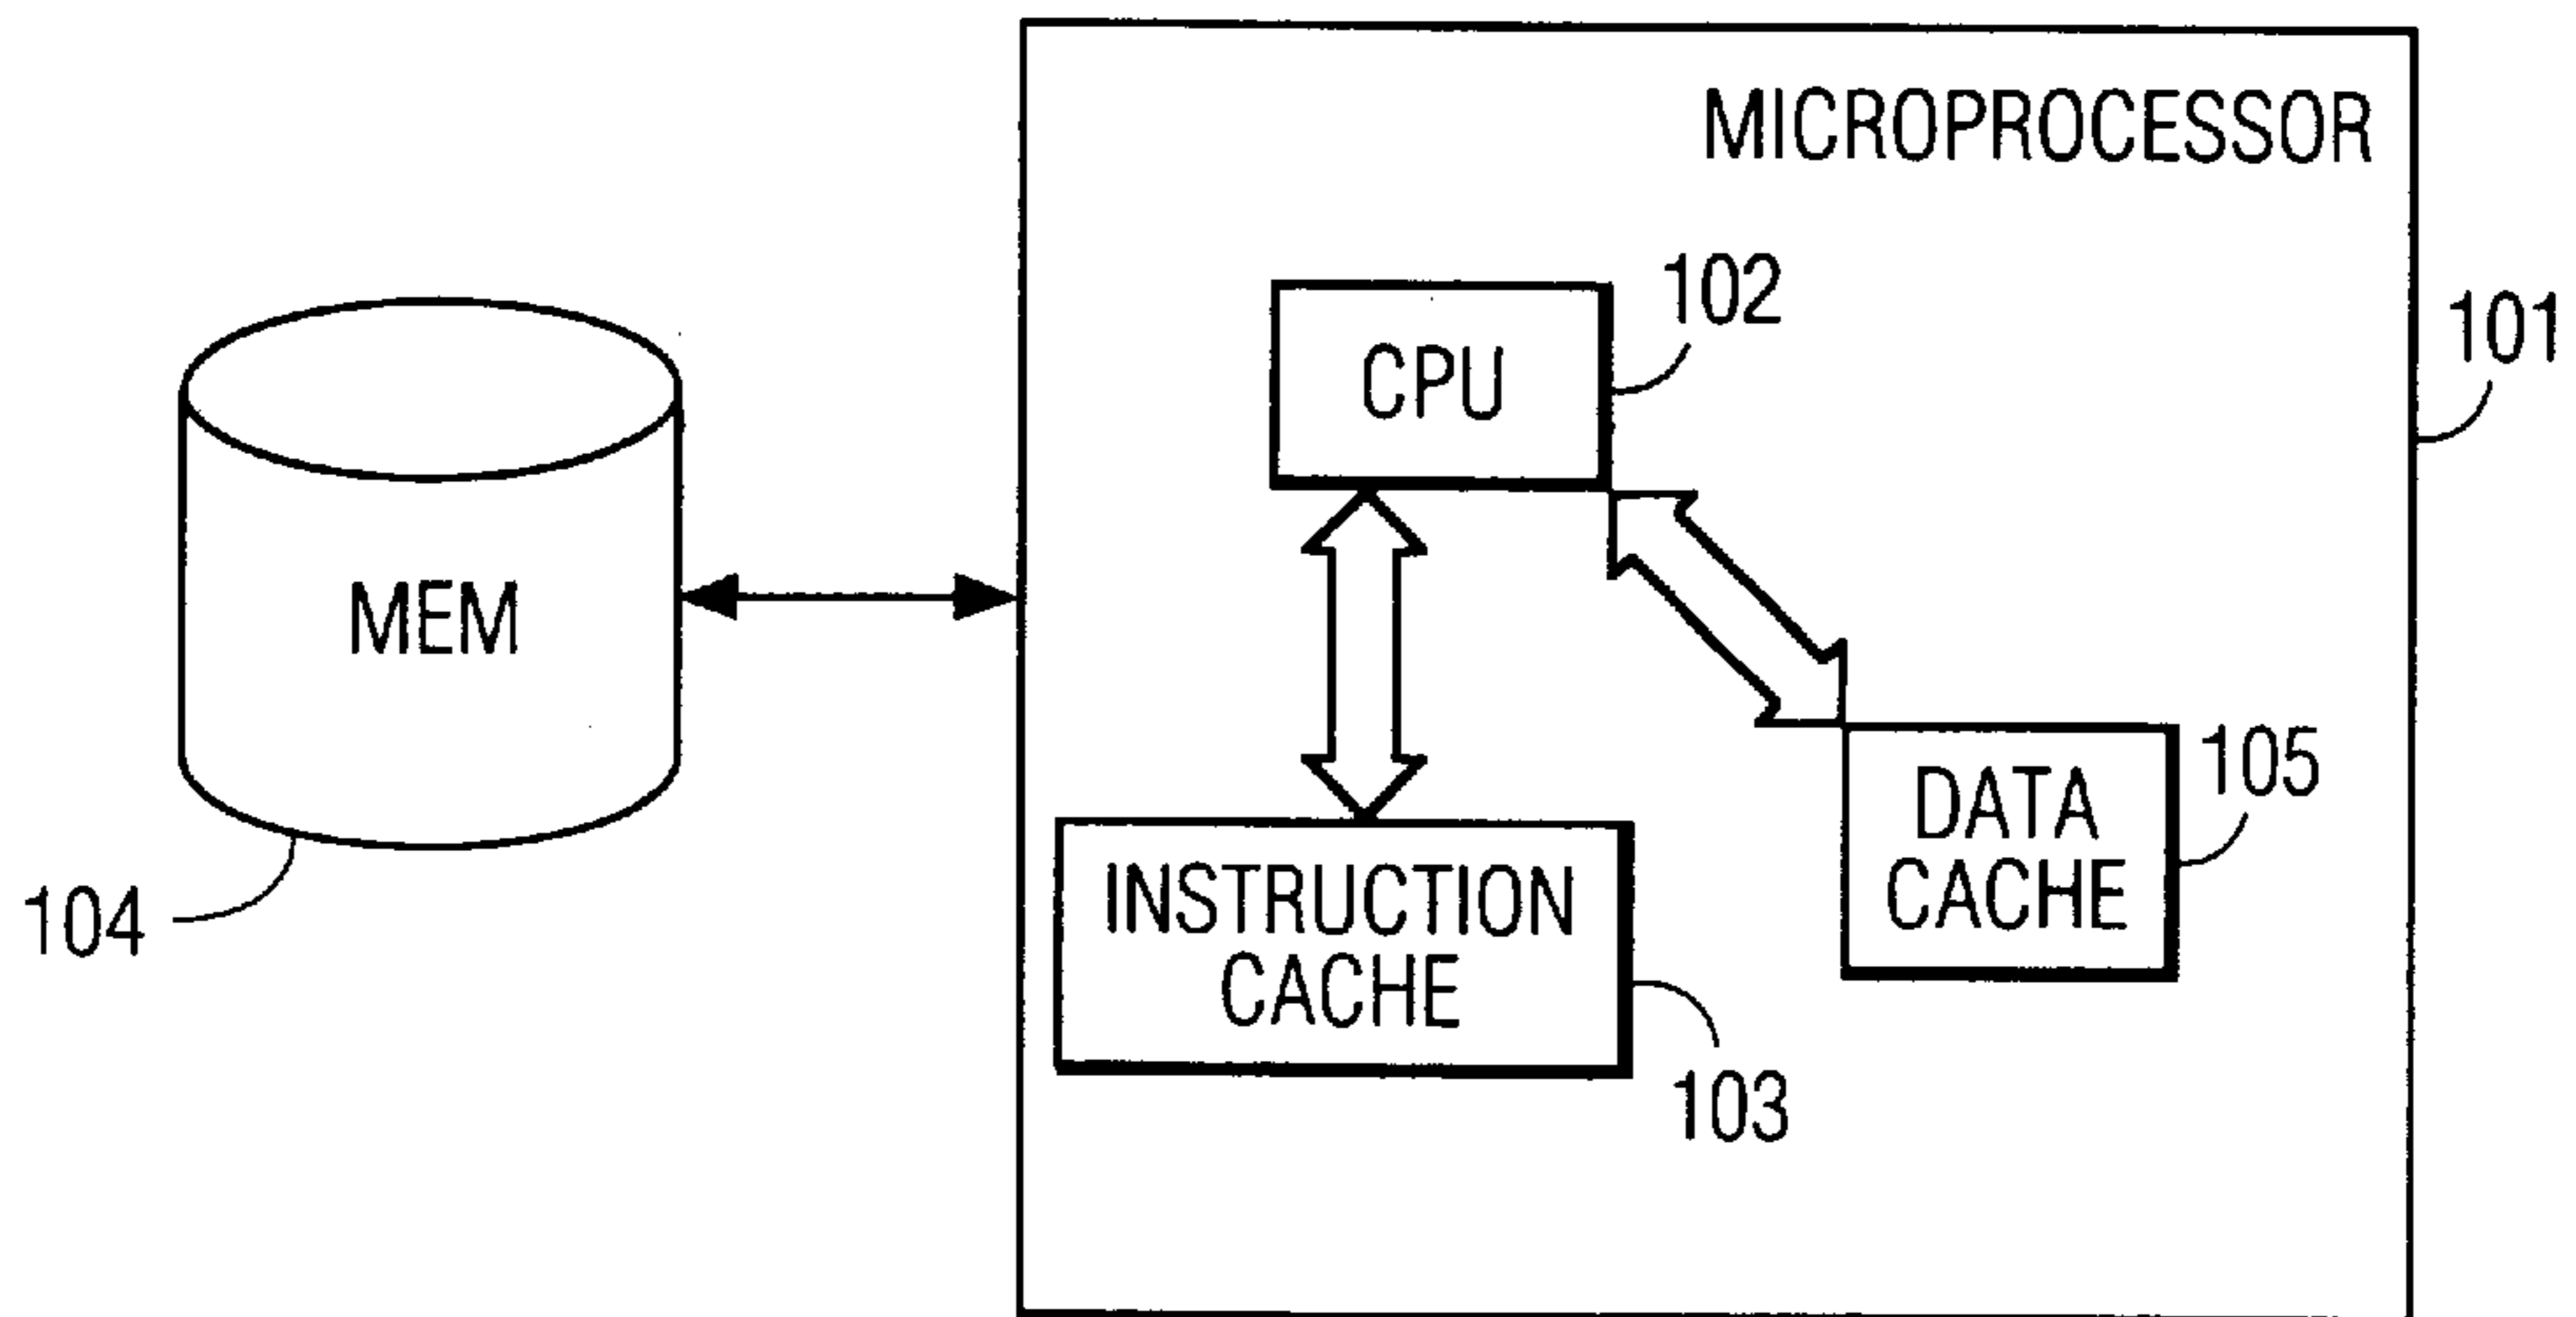 MICROPROCESSOR
102
CPU
101
MEM
105
DATA
CACHE
INSTRUCTION
CACHE
104
103